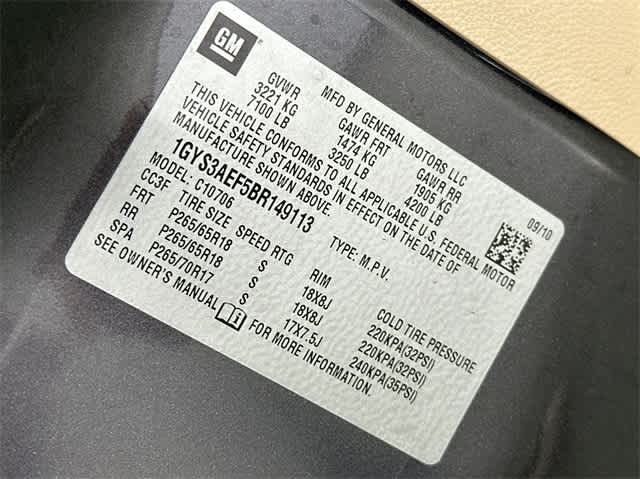 GM
MFD BY GENERAL MOTORS LLC 09/10
GVWR GAWR FRT GAWR RR
3221 KG 1474 KG 1905 KG
7100 LB 3250 LB 4200 LB
THIS VEHICLE CONFORMS TO ALL APPLICABLE U.S. FEDERAL MOTOR
VEHICLE SAFETY STANDARDS IN EFFECT ON THE DATE OF
MANUFACTURE SHOWN ABOVE.
1GYS3AEF5BR149113 TYPE: M.P.V.
MODEL: C10706
CC3F TIRE SIZE SPEED RTG RIM COLD TIRE PRESSURE
FRT P265/65R18 S 18X8J 220KPA(32PSI)
RR P265/65R18 S 18X8J 220KPA(32PSI)
SPA P265/70R17 S 17X7.5J 240KPA(35PSI)
SEE OWNER'S MANUAL FOR MORE INFORMATION.